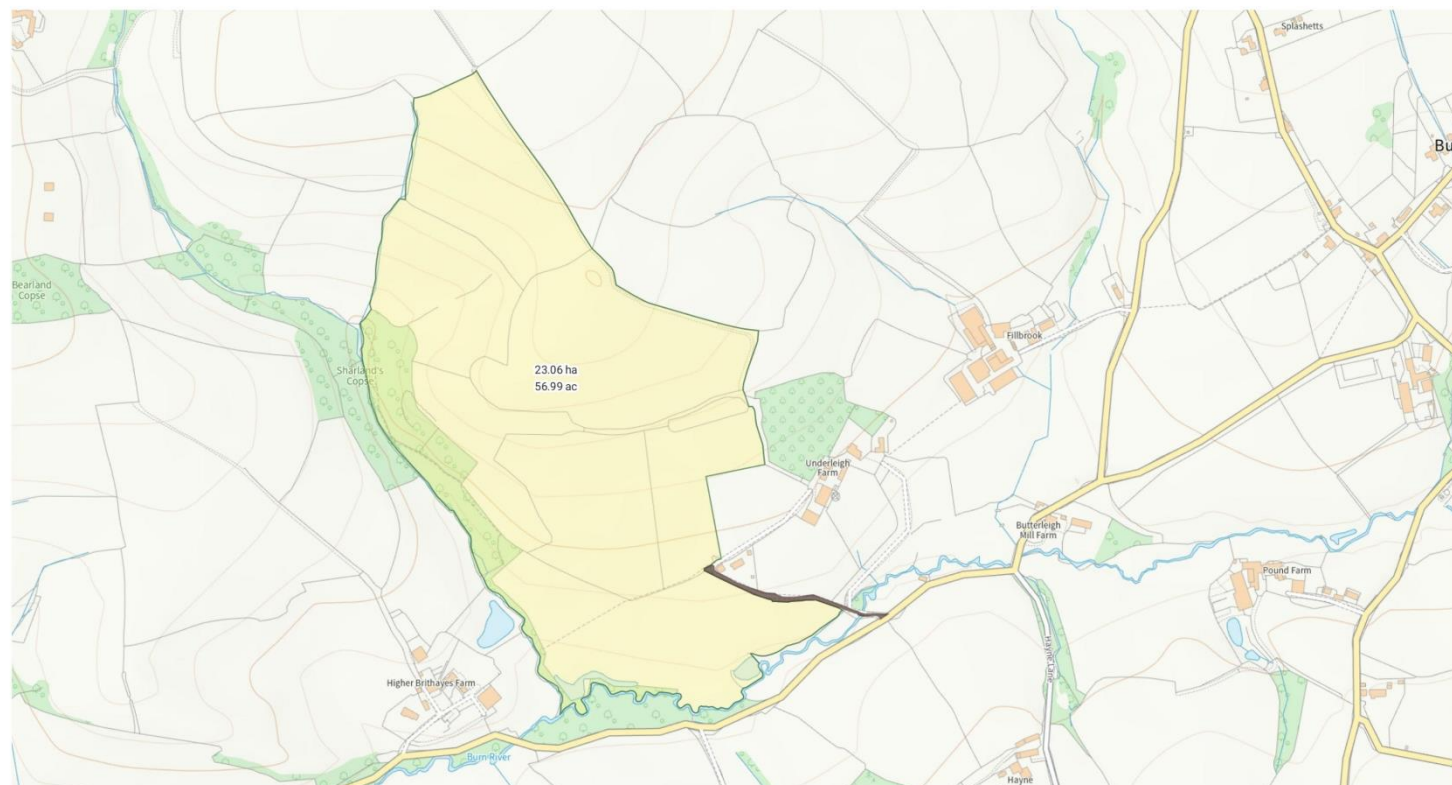 Splashetts
Bu
Bearland
Copse
Fillbrook
Sharland's
Copse
23.06 ha
56.99 ac
Underleigh
Farm
Butterleigh
Mill Farm
Pound Farm
Hayne Lane
Higher Brithayes Farm
Burn River
Hayne